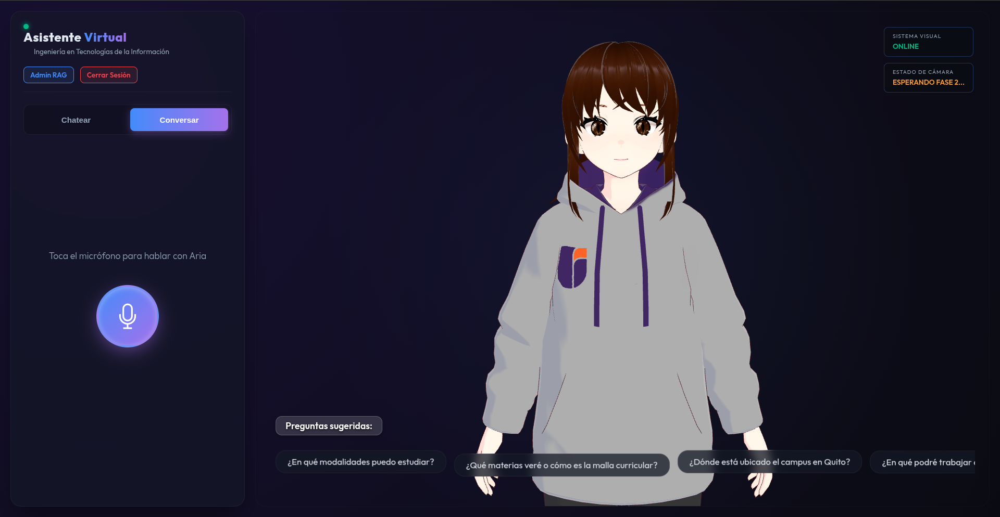 Asistente Virtual
Ingeniería en Tecnologías de la Información
Admin RAG
Cerrar Sesión
Chatear
Conversar
Toca el micrófono para hablar con Aria
SISTEMA VISUAL
ONLINE
ESTADO DE CÁMARA
ESPERANDO FASE 2...
Preguntas sugeridas:
¿En qué modalidades puedo estudiar?
¿Qué materias veré o cómo es la malla curricular?
¿Dónde está ubicado el campus en Quito?
¿En qué podré trabajar